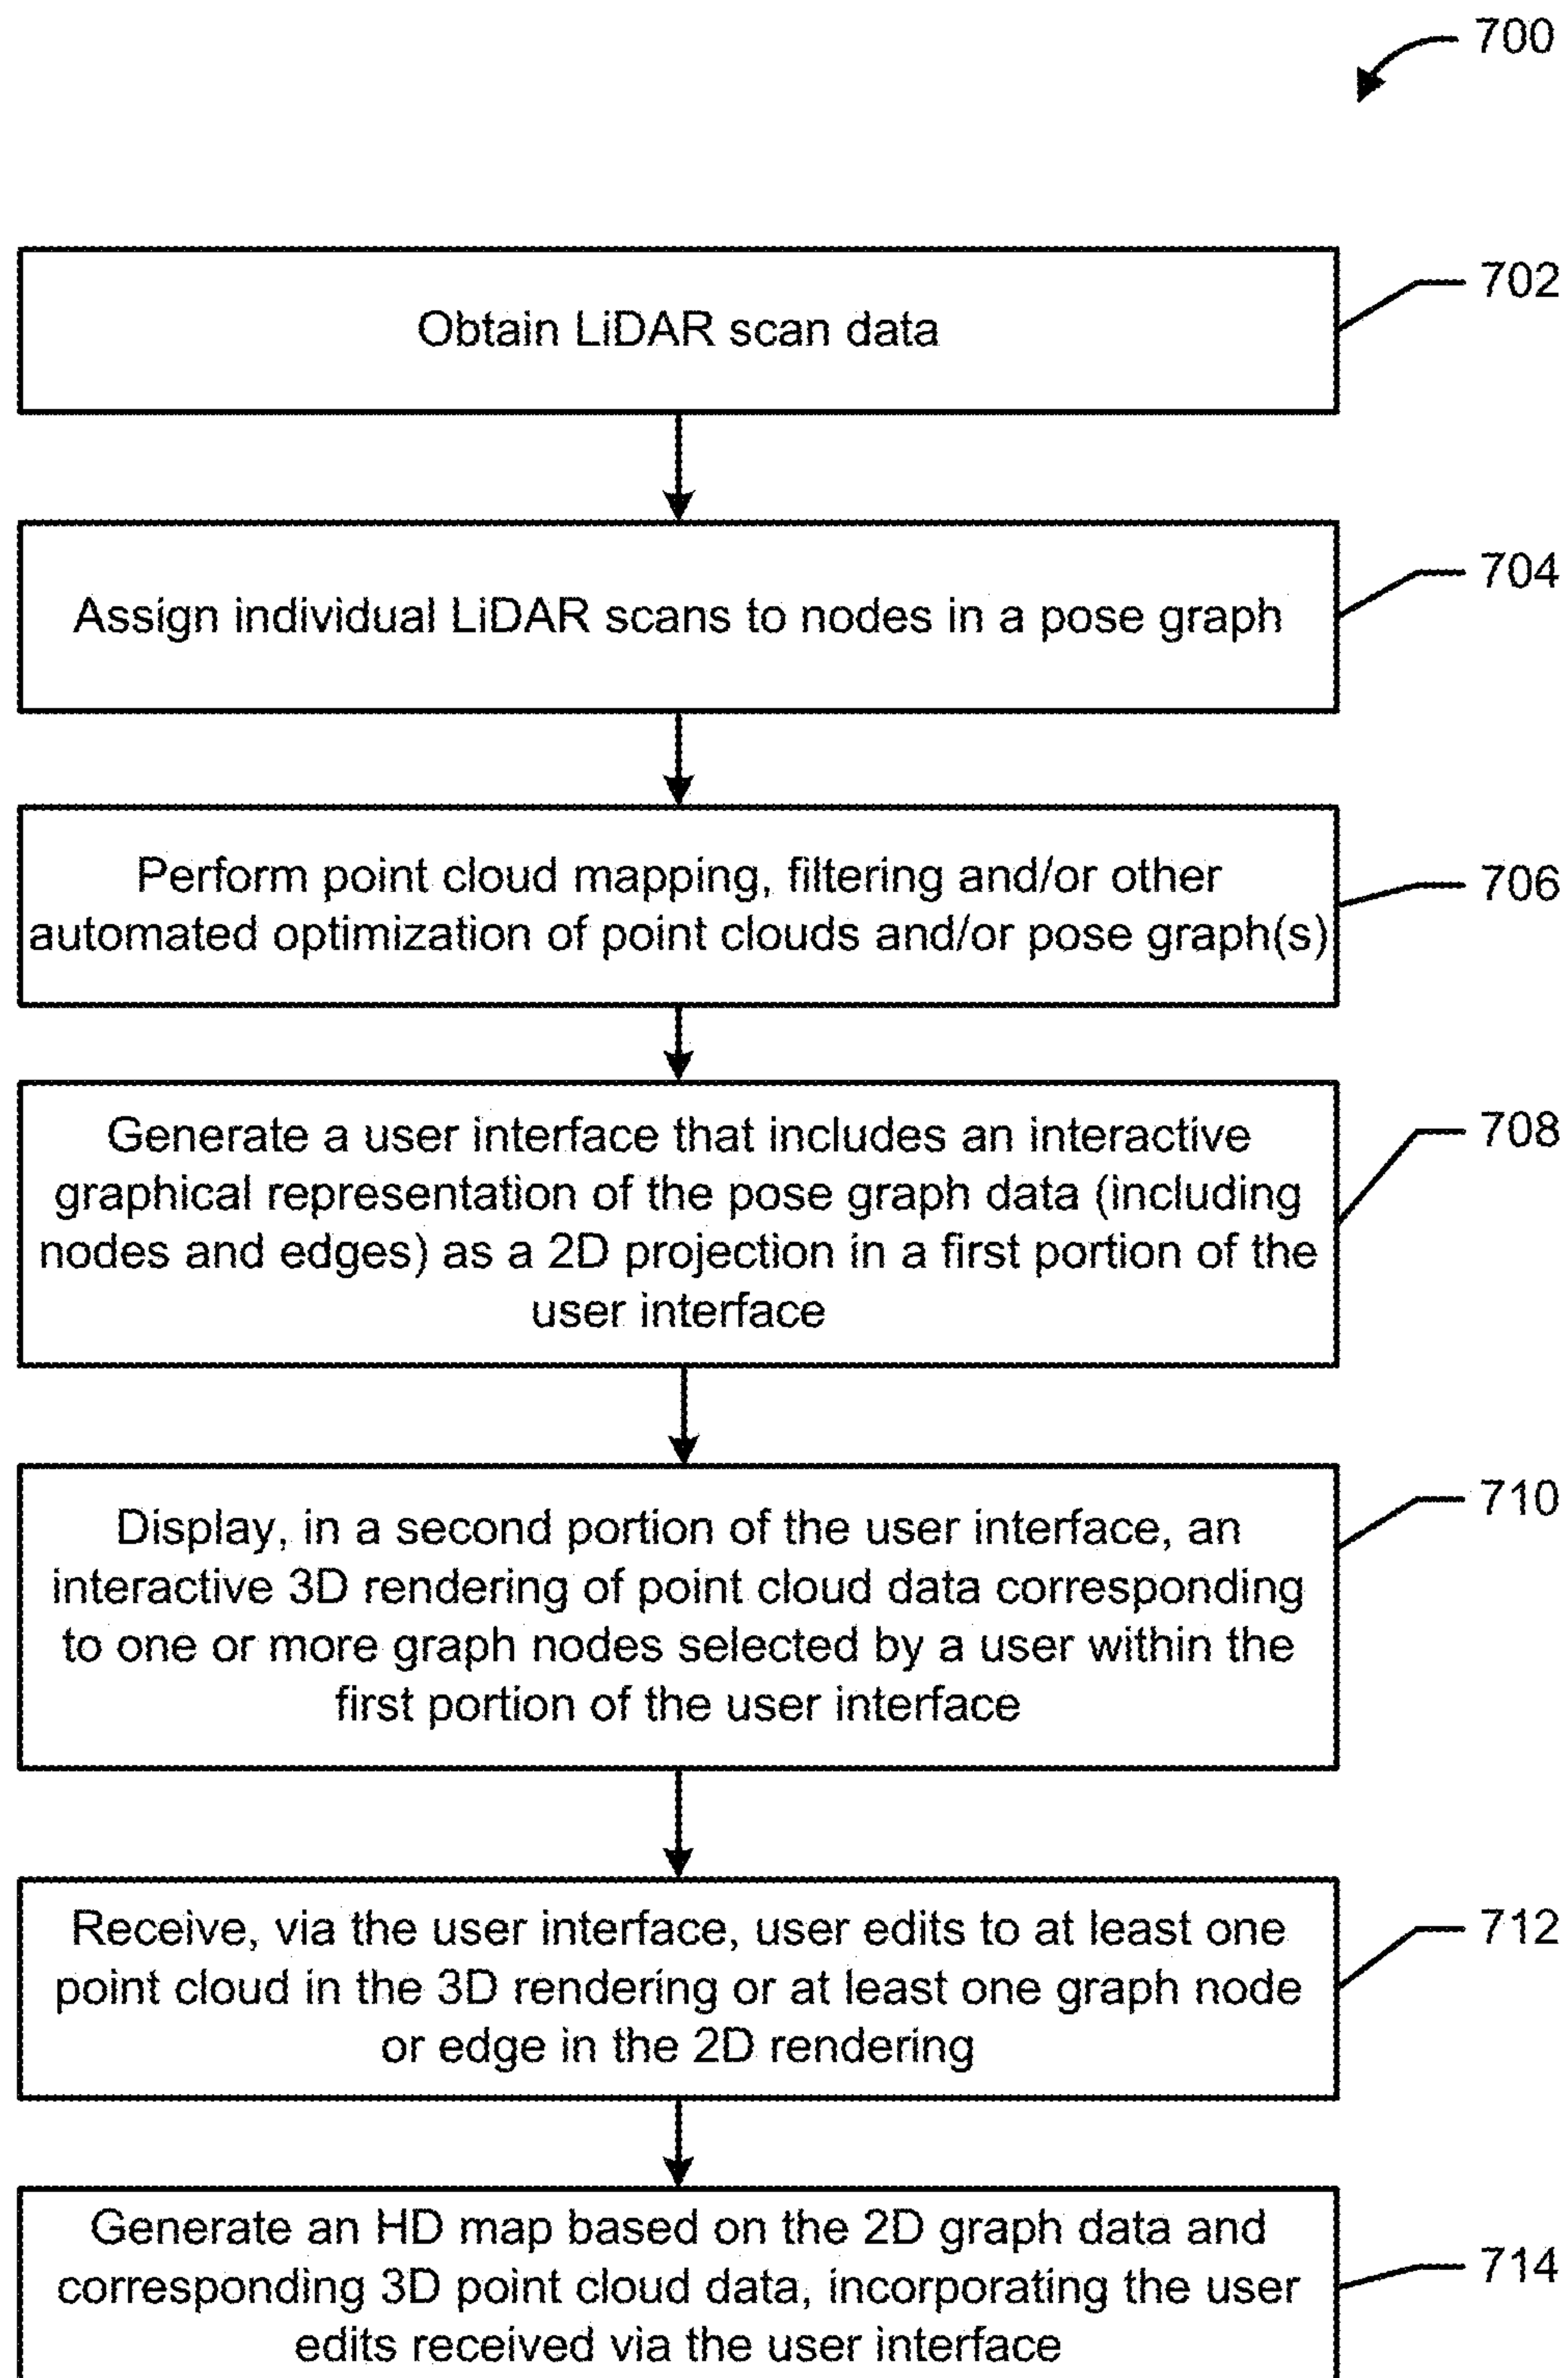 700
Obtain LiDAR scan data
702
Assign individual LiDAR scans to nodes in a pose graph
704
Perform point cloud mapping, filtering and/or other
automated optimization of point clouds and/or pose graph(s)
706
Generate a user interface that includes an interactive
graphical representation of the pose graph data (including
nodes and edges) as a 2D projection in a first portion of the
user interface
708
Display, in a second portion of the user interface, an
interactive 3D rendering of point cloud data corresponding
to one or more graph nodes selected by a user within the
first portion of the user interface
710
Receive, via the user interface, user edits to at least one
point cloud in the 3D rendering or at least one graph node
or edge in the 2D rendering
712
Generate an HD map based on the 2D graph data and
corresponding 3D point cloud data, incorporating the user
edits received via the user interface
714